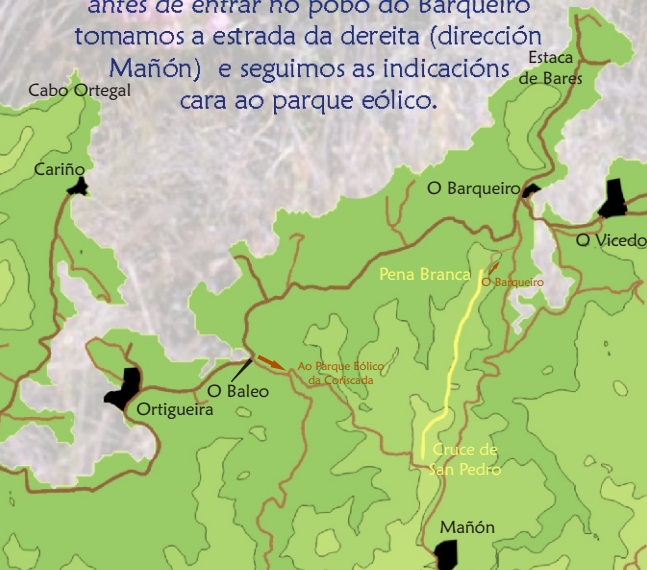 antes de entrar no pobo do Barqueiro
tomamos a estrada da dereita (dirección
Mañón) e seguimos as indicacións
cara ao parque eólico.
Estaca
de Bares
Cabo Ortegal
Cariño
O Barqueiro
O Vicedo
Pena Branca
O Barqueiro
Ao Parque Eólico
da Coriscada
O Baleo
Ortigueira
Cruce de
San Pedro
Mañón